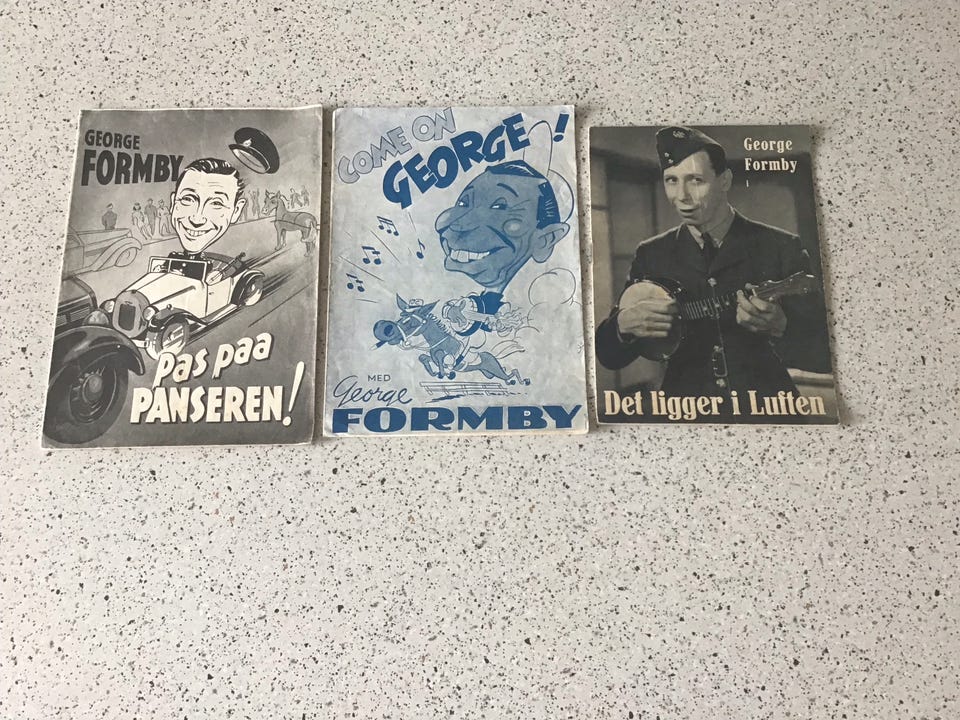 GEORGE
FORMBY
Pas paa
PANSEREN!
COME ON
GEORGE!
MED
George
FORMBY
George
Formby
i
Det ligger i Luften